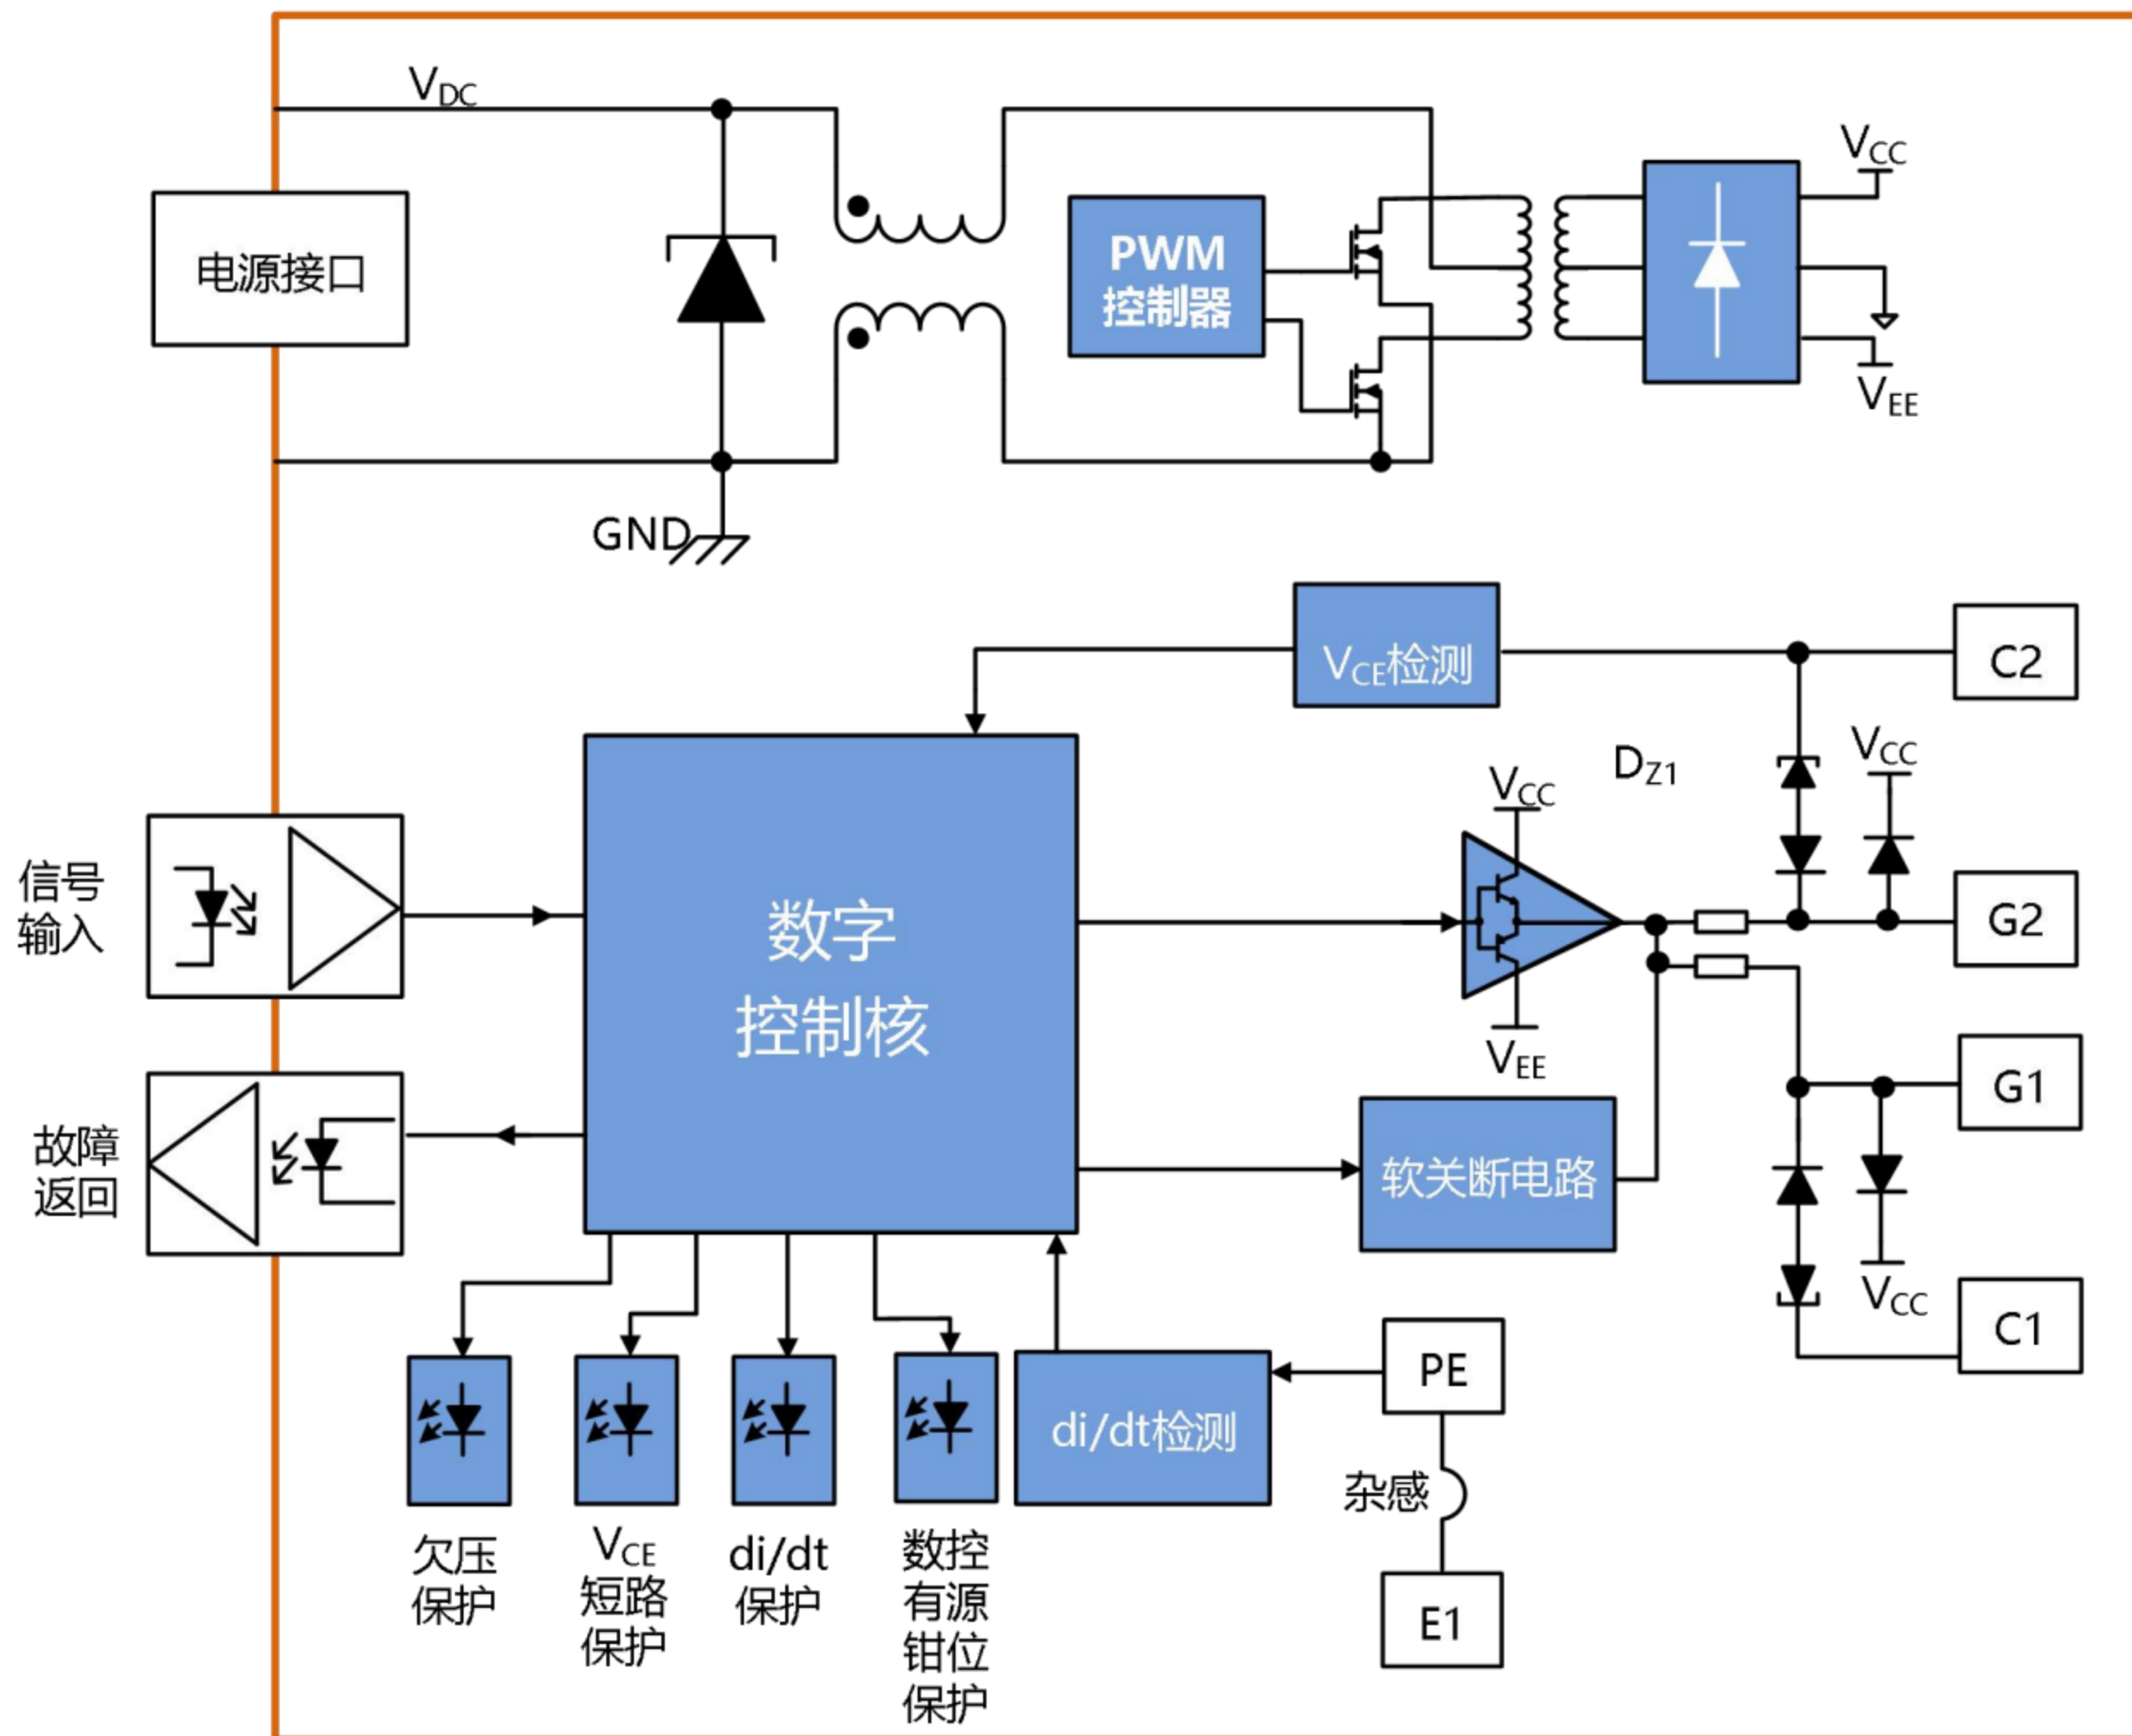 VDC
电源接口
PWM
控制器
VCC
VEE
GND
VCE检测
C2
DZ1
VCC
VCC
信号
输入
数字
控制核
G2
VEE
G1
故障
返回
软关断电路
VCC
C1
PE
di/dt检测
杂感
E1
欠压
保护
VCE
短路
保护
di/dt
保护
数控
有源
钳位
保护